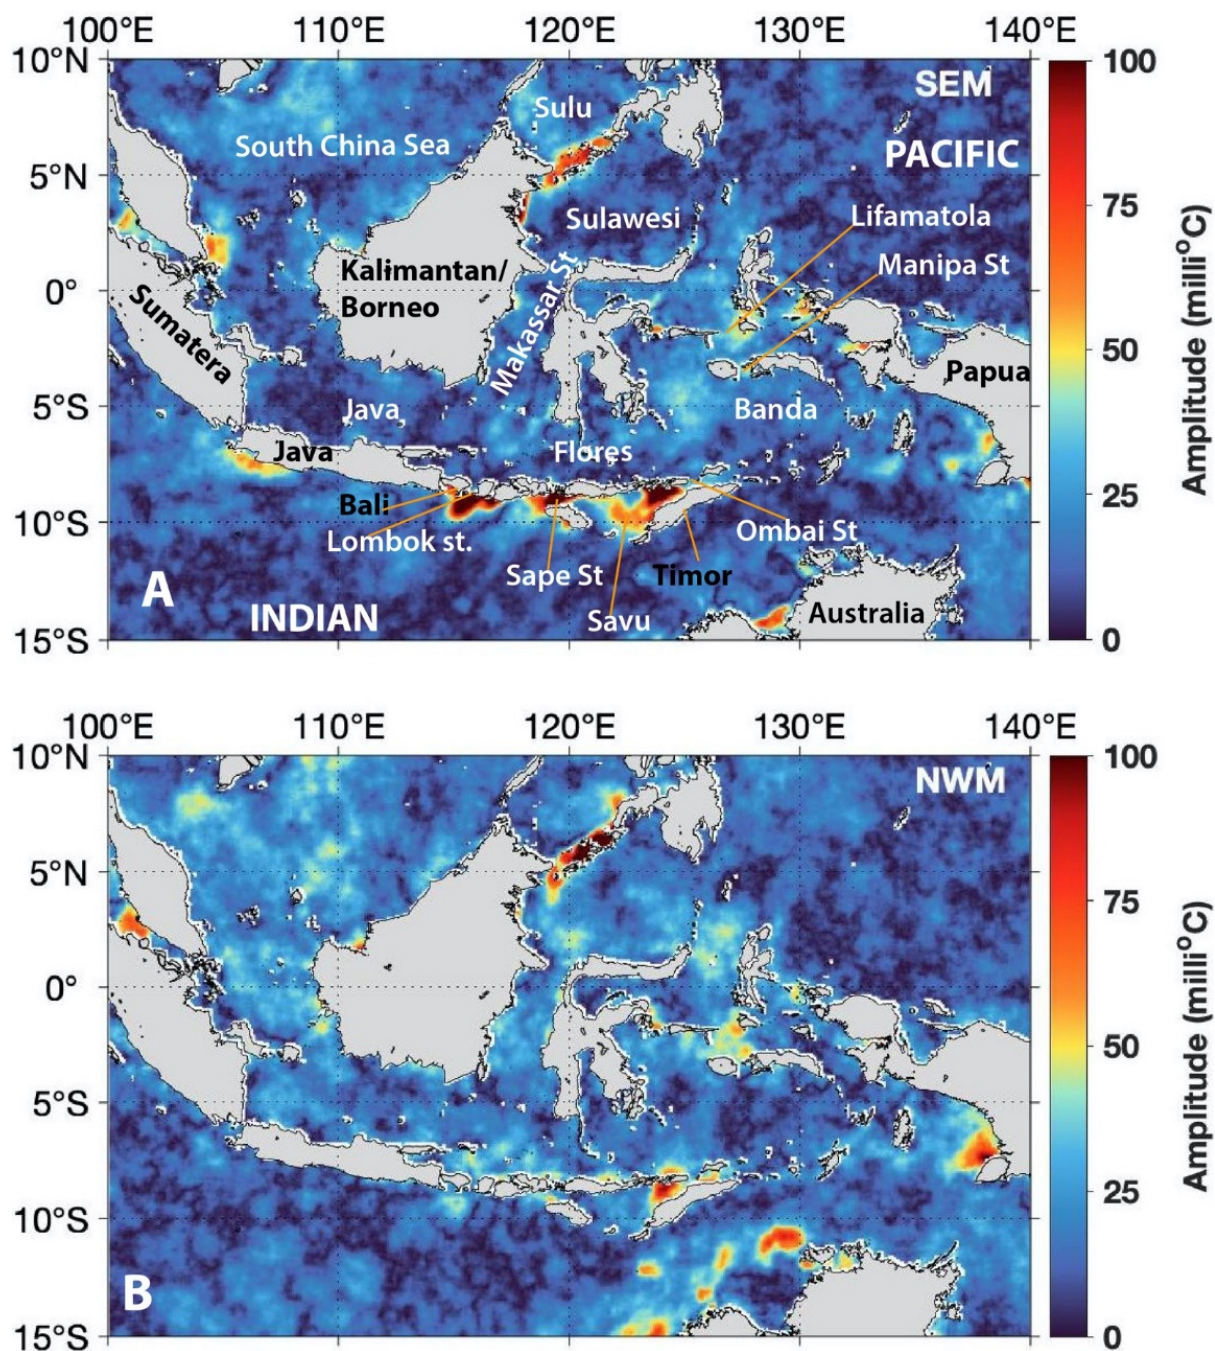 100°E 110°E 120°E 130°E 140°E
10°N
5°N
0°
5°S
10°S
15°S
SEM
PACIFIC
Sulu
South China Sea
Sulawesi
Lifamatola
Manipa St
Kalimantan/
Borneo
Makassar St
Sumatera
Papua
Java
Banda
Java
Flores
Bali
Lombok st.
Ombai St
Sape St
Timor
Savu
Australia
A
INDIAN
100
75
50
25
0
Amplitude (milli°C)
100°E 110°E 120°E 130°E 140°E
10°N
5°N
0°
5°S
10°S
15°S
NWM
B
100
75
50
25
0
Amplitude (milli°C)